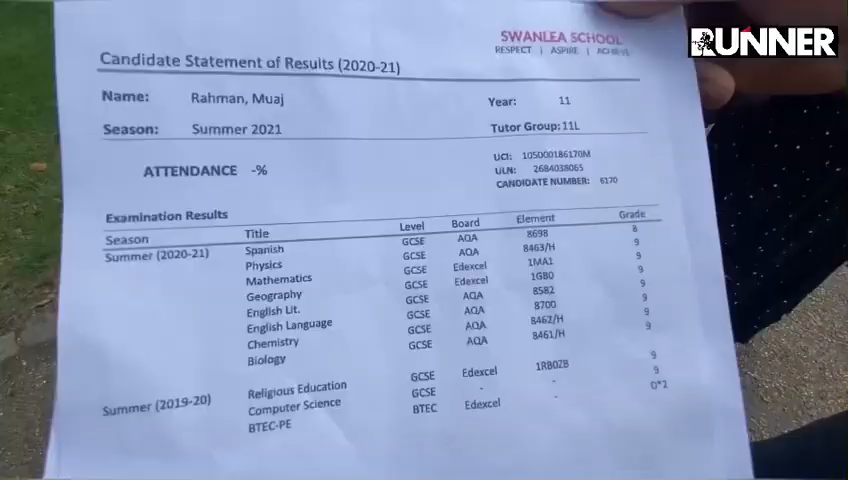 RUNNER
SWANLEA SCHOOL
RESPECT | ASPIRE | ACHIEVE
Candidate Statement of Results (2020-21)
Name: Rahman, Muaj Year: 11
Season: Summer 2021 Tutor Group: 11L
ATTENDANCE -%
UCI: 105000186170M
ULN: 2684038065
CANDIDATE NUMBER: 6170
Examination Results
Season Title Level Board Element Grade
Summer (2020-21) Spanish GCSE AQA 8698 8
Physics GCSE AQA 8463/H 9
Mathematics GCSE Edexcel 1MA1 9
Geography GCSE Edexcel 1GB0 9
English Lit. GCSE AQA 8582 9
English Language GCSE AQA 8700 9
Chemistry GCSE AQA 8462/H 9
Biology GCSE AQA 8461/H 9
Summer (2019-20) Religious Education GCSE Edexcel 1RB0ZB 9
Computer Science GCSE - - 9
BTEC-PE BTEC Edexcel - D*2